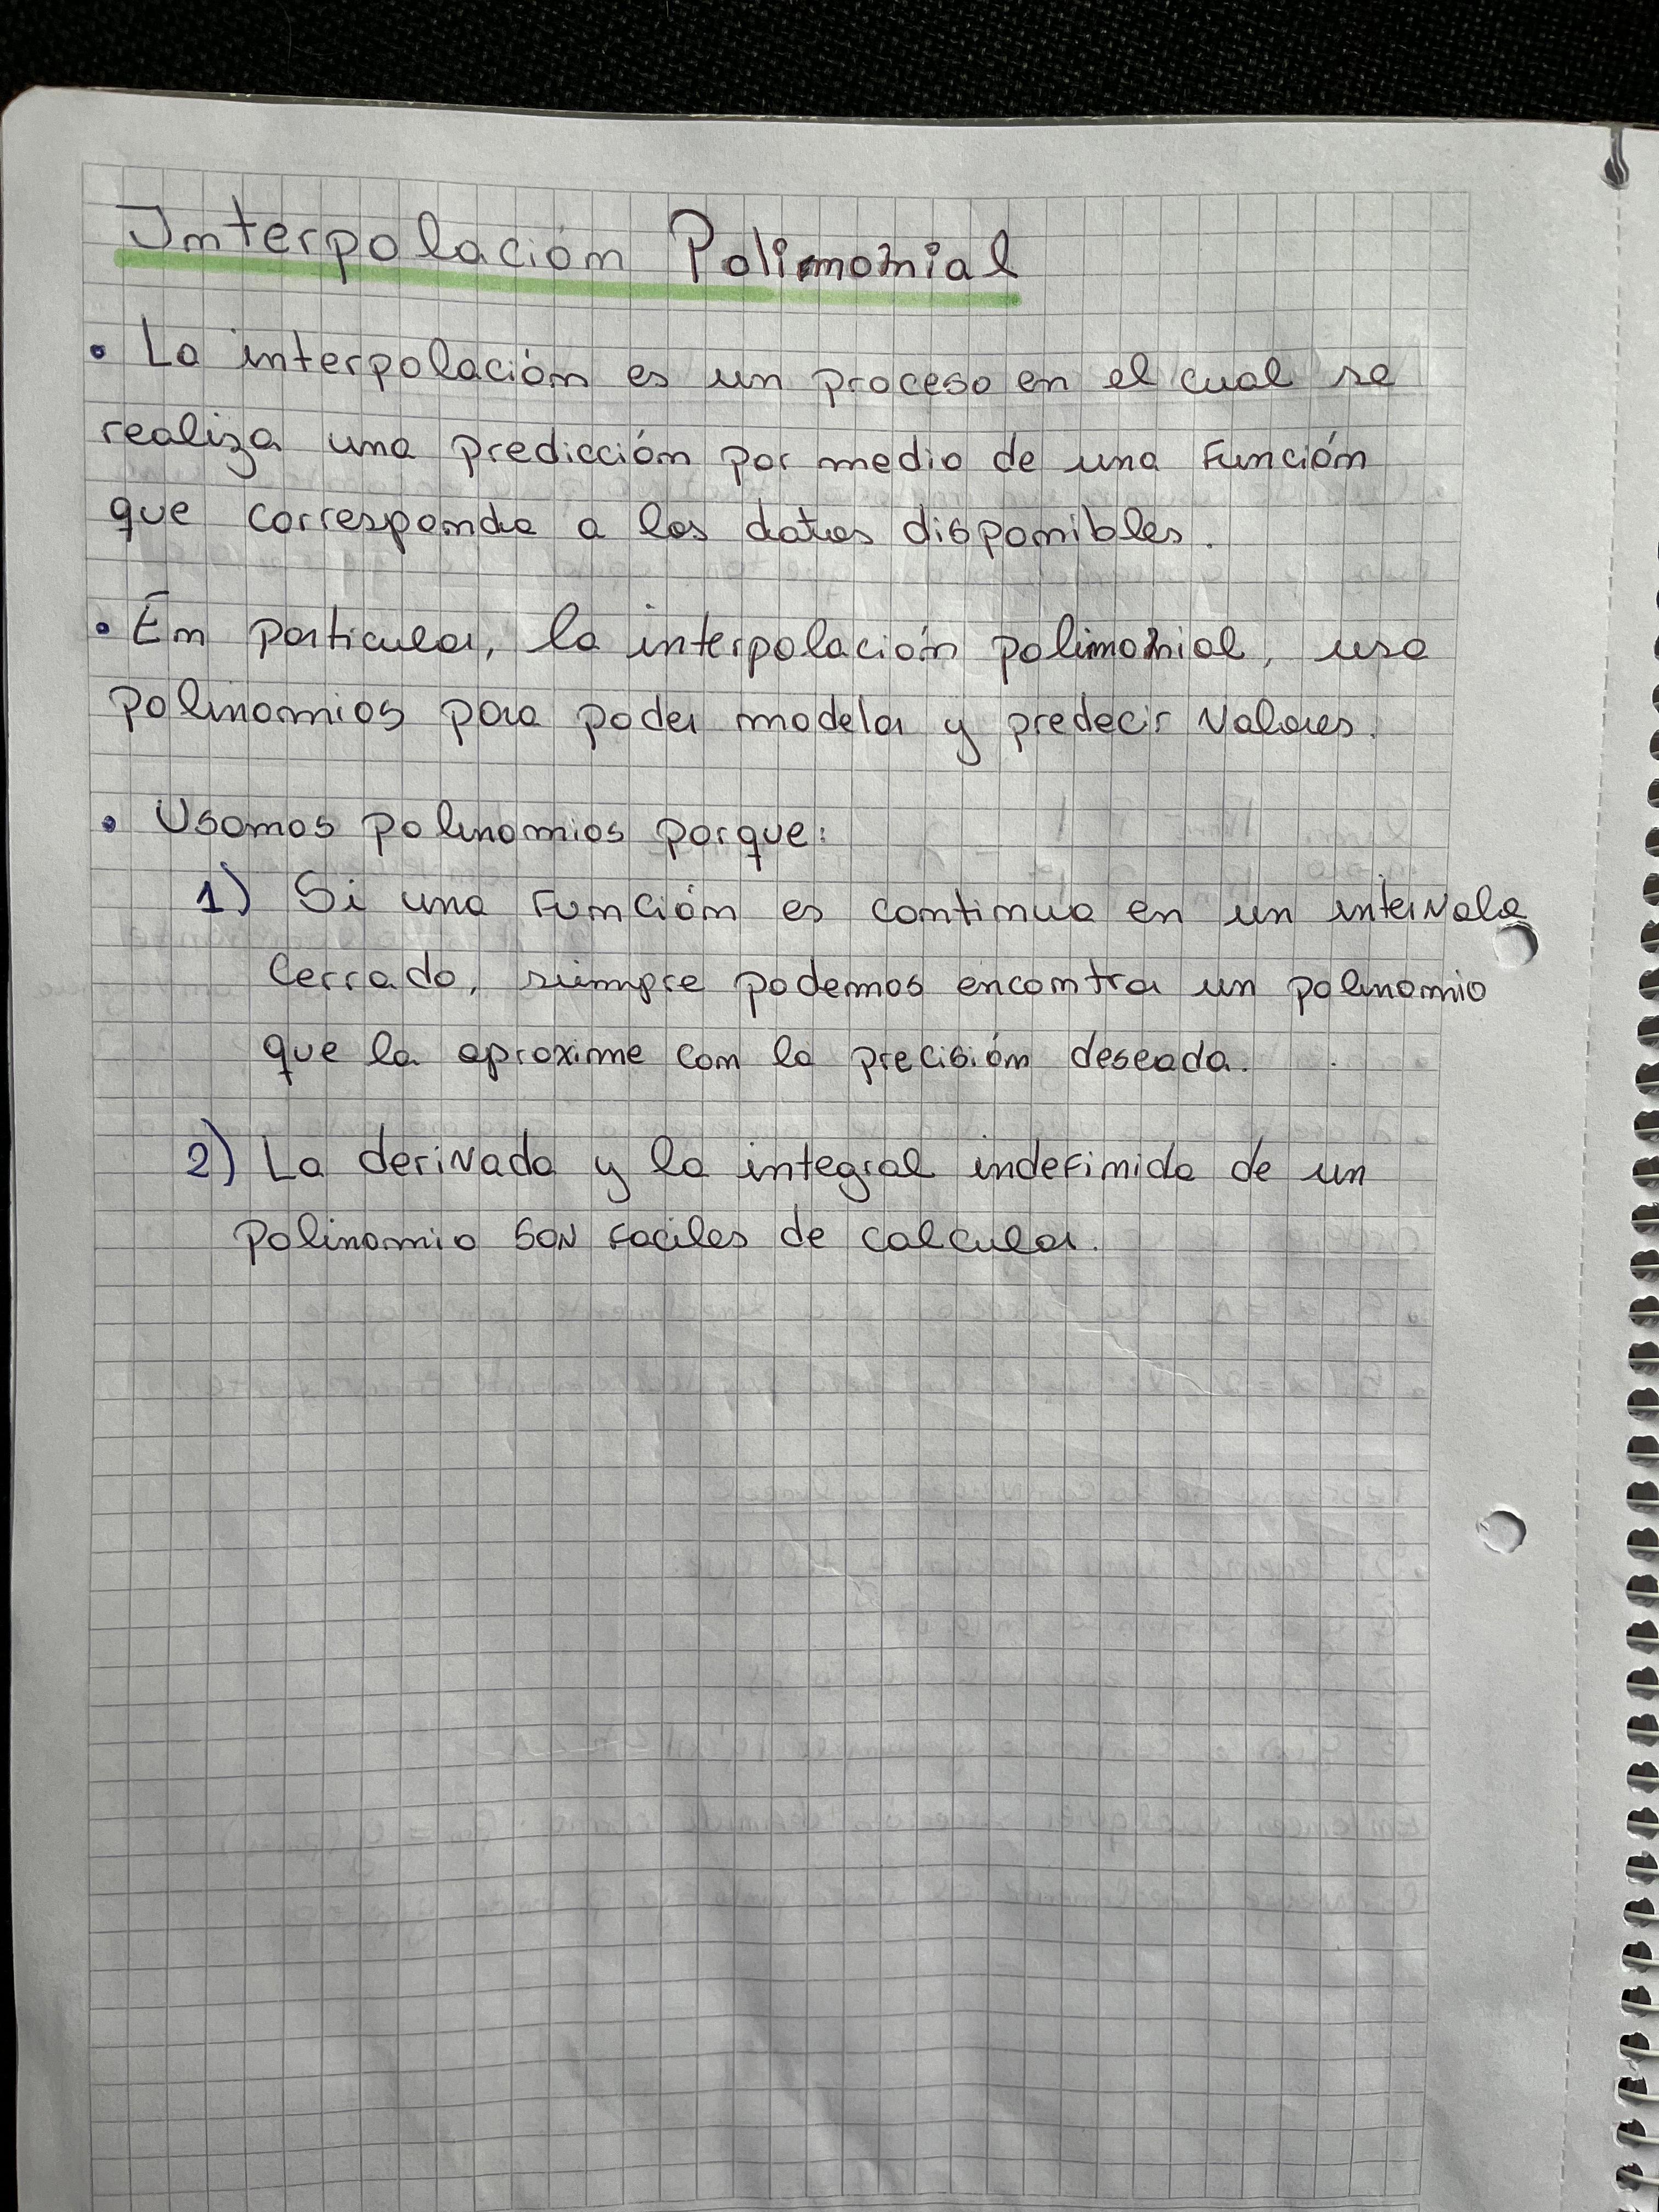 Interpolación Polinomial
• La interpolación es un proceso en el cual se
realiza una predicción por medio de una función
que corresponde a los datos disponibles.
• En particular, la interpolación polinomial, usa
polinomios para poder modelar y predecir valores.
• Usamos polinomios porque:
1) Si una función es continua en un intervalo
cerrado, siempre podemos encontrar un polinomio
que la aproxime con la precisión deseada.
2) La derivada y la integral indefinida de un
polinomio son faciles de calcular.